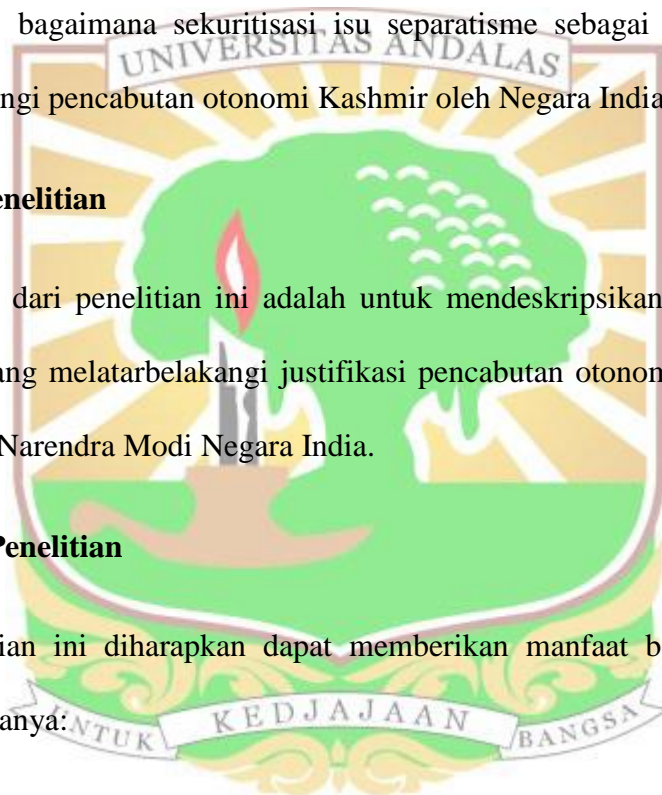 bagaimana sekuritisasi isu separatisme sebagai
UNIVERSITAS ANDALAS
ngi pencabutan otonomi Kashmir oleh Negara India
enelitian
dari penelitian ini adalah untuk mendeskripsikan
ang melatarbelakangi justifikasi pencabutan otonom
Narendra Modi Negara India.
Penelitian
ian ini diharapkan dapat memberikan manfaat b
anya:
UNTUK KEDJAJAAN BANGSA